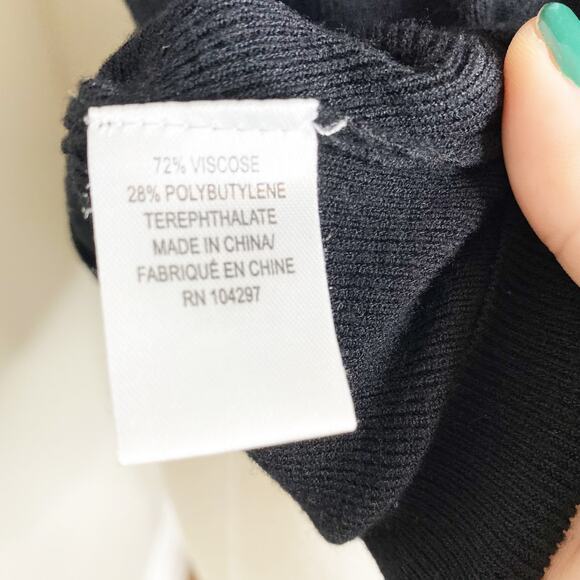 72% VISCOSE
28% POLYBUTYLENE
TEREPHTHALATE
MADE IN CHINA/
FABRIQUÉ EN CHINE
RN 104297